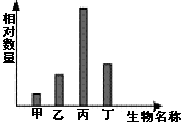 相对数量
甲 乙 丙 丁 生物名称